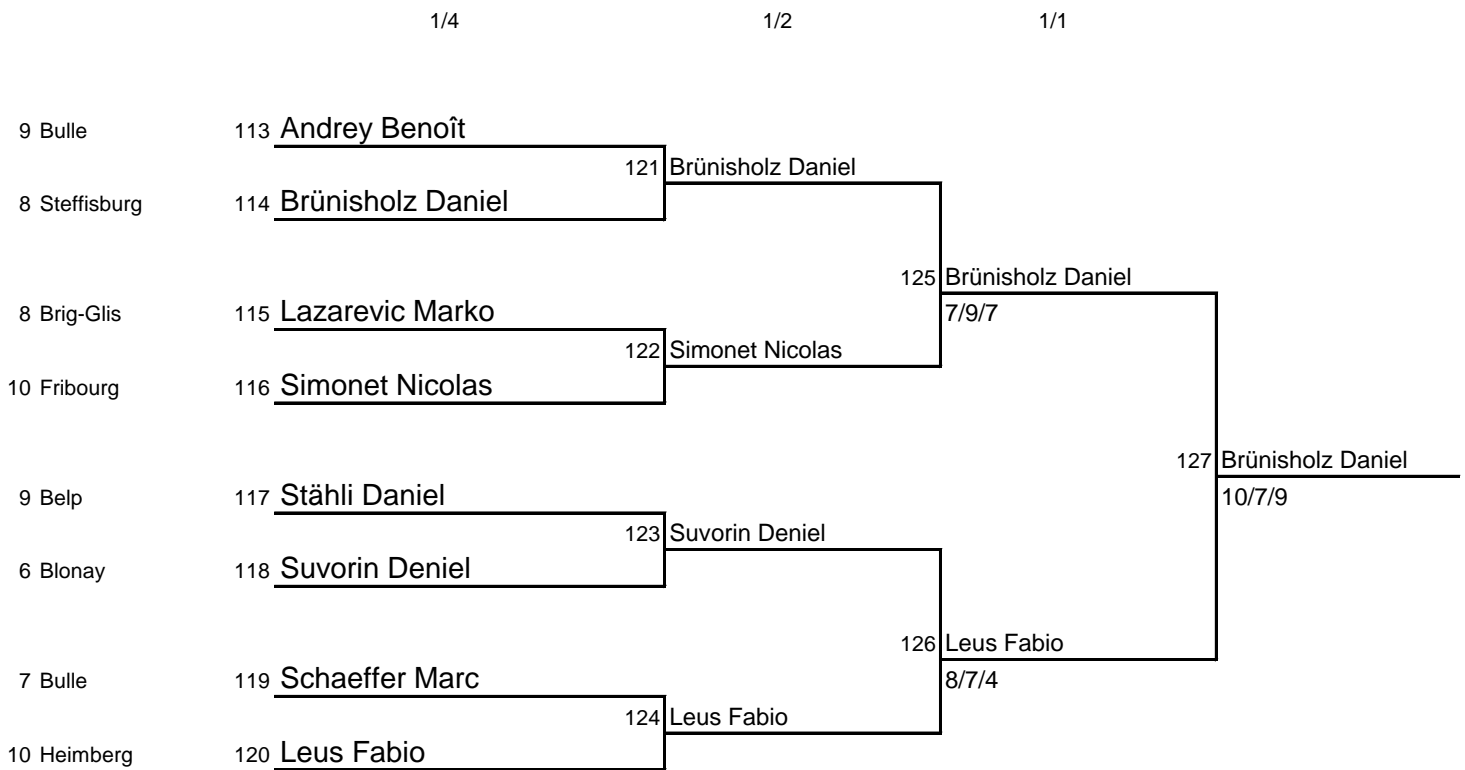 1/4 1/2 1/1
9 Bulle 113 Andrey Benoît
121 Brünisholz Daniel
8 Steffisburg 114 Brünisholz Daniel
125 Brünisholz Daniel
8 Brig-Glis 115 Lazarevic Marko 7/9/7
122 Simonet Nicolas
10 Fribourg 116 Simonet Nicolas
127 Brünisholz Daniel
9 Belp 117 Stähli Daniel 10/7/9
123 Suvorin Deniel
6 Blonay 118 Suvorin Deniel
126 Leus Fabio
7 Bulle 119 Schaeffer Marc 8/7/4
124 Leus Fabio
10 Heimberg 120 Leus Fabio